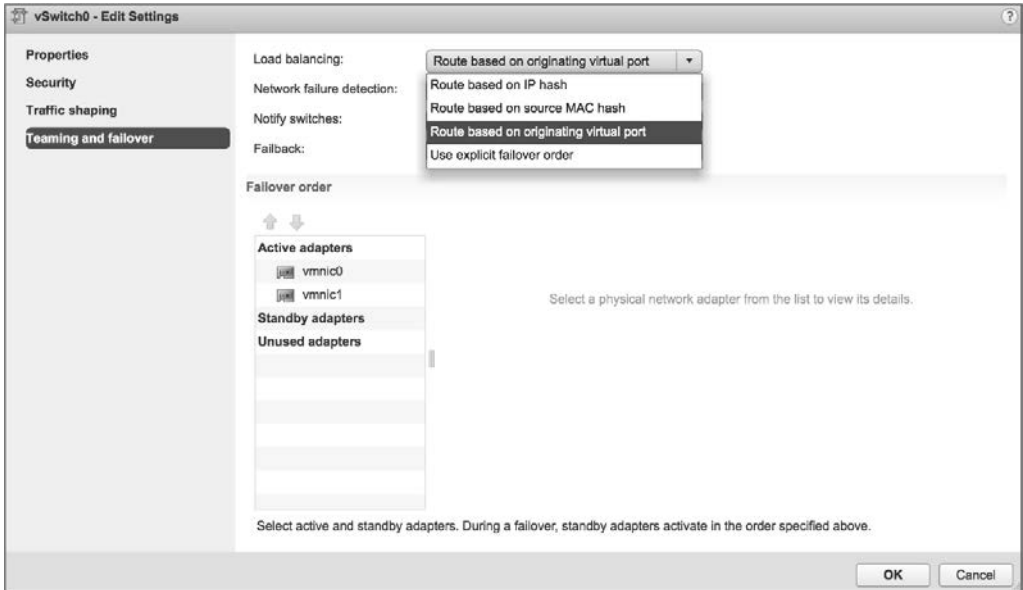 vSwitch0 - Edit Settings
?
Properties
Security
Traffic shaping
Teaming and failover
Load balancing:
Route based on originating virtual port
Network failure detection:
Route based on IP hash
Route based on source MAC hash
Notify switches:
Route based on originating virtual port
Failback:
Use explicit failover order
Failover order
Active adapters
vmnic0
vmnic1
Standby adapters
Unused adapters
Select a physical network adapter from the list to view its details.
Select active and standby adapters. During a failover, standby adapters activate in the order specified above.
OK
Cancel